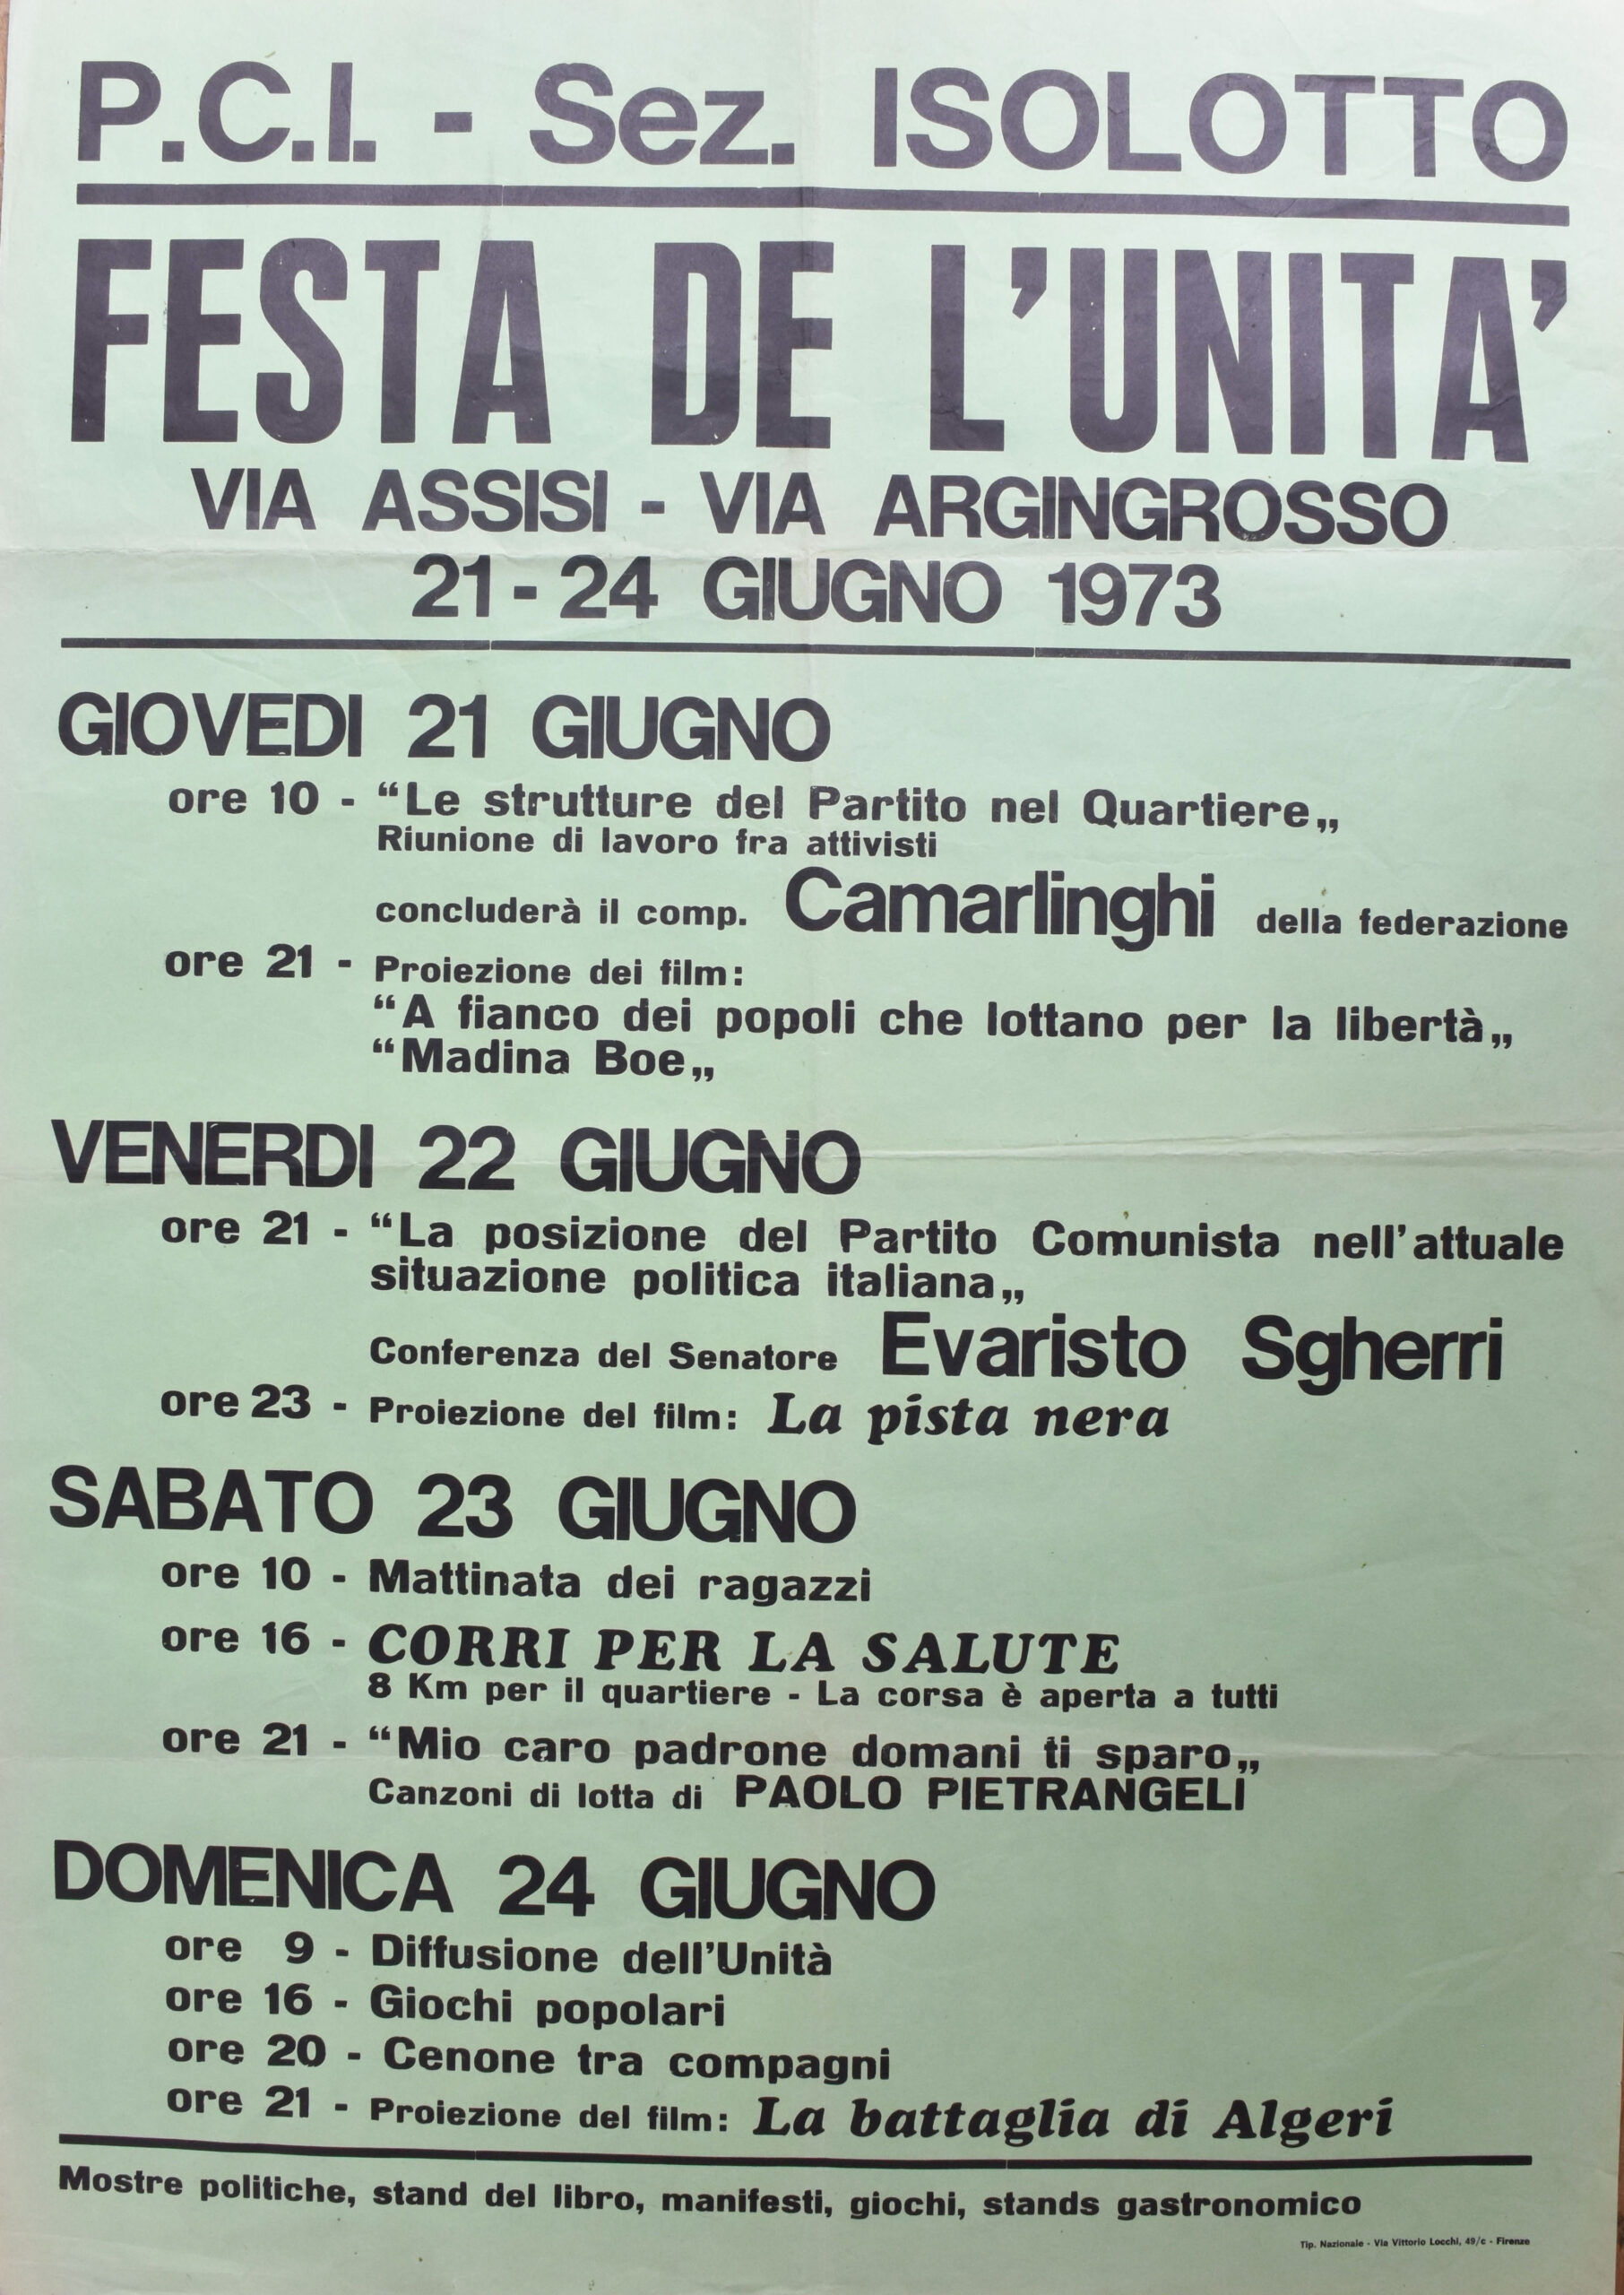 P.C.I. - Sez. ISOLOTTO
FESTA DE L'UNITA'
VIA ASSISI - VIA ARGINGROSSO
21 - 24 GIUGNO 1973
GIOVEDI 21 GIUGNO
ore 10 - “Le strutture del Partito nel Quartiere„
Riunione di lavoro fra attivisti
concluderà il comp. Camarlinghi della federazione
ore 21 - Proiezione dei film:
“A fianco dei popoli che lottano per la libertà„
“Madina Boe„
VENERDI 22 GIUGNO
ore 21 - “La posizione del Partito Comunista nell'attuale
situazione politica italiana„
Conferenza del Senatore Evaristo Sgherri
ore 23 - Proiezione del film: La pista nera
SABATO 23 GIUGNO
ore 10 - Mattinata dei ragazzi
ore 16 - CORRI PER LA SALUTE
8 Km per il quartiere - La corsa è aperta a tutti
ore 21 - “Mio caro padrone domani ti sparo„
Canzoni di lotta di PAOLO PIETRANGELI
DOMENICA 24 GIUGNO
ore 9 - Diffusione dell'Unità
ore 16 - Giochi popolari
ore 20 - Cenone tra compagni
ore 21 - Proiezione del film: La battaglia di Algeri
Mostre politiche, stand del libro, manifesti, giochi, stands gastronomico
Tip. Nazionale - Via Vittorio Locchi, 49/c - Firenze